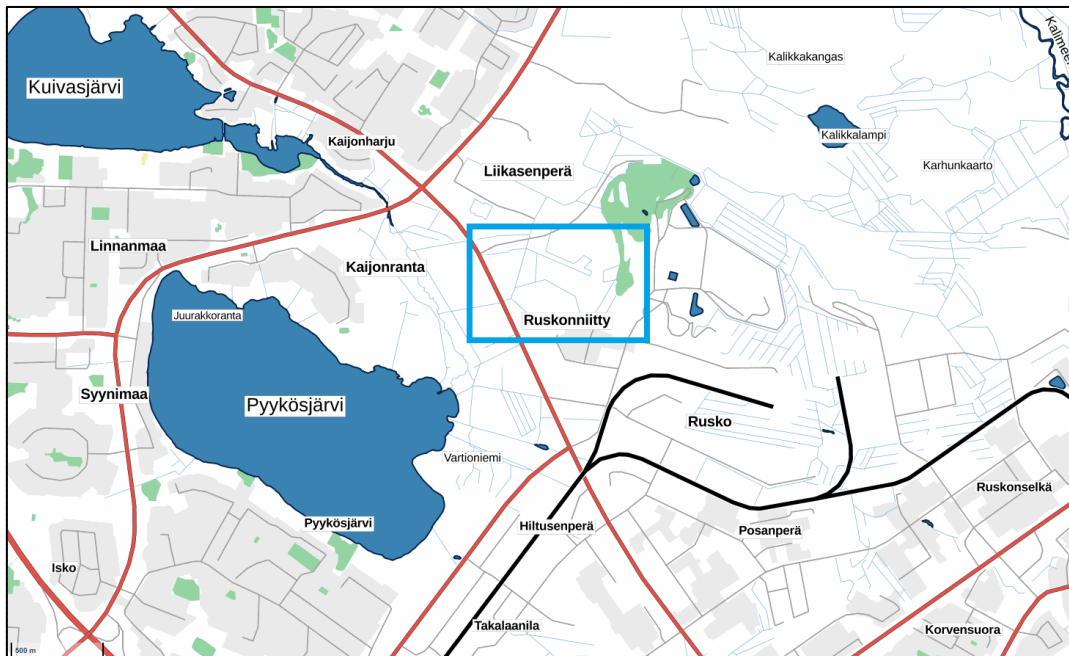 Kalikkakangas
Kalimeen
Kuivasjärvi
Kaijonharju
Kalikkalampi
Liikasenperä
Karhunkaarto
Linnanmaa
Kaijonranta
Juurakkoranta
Ruskonniitty
Syynimaa
Pyykösjärvi
Rusko
Vartioniemi
Ruskonselkä
Pyykösjärvi
Hiltusenperä
Posanperä
Isko
Takalaanila
Korvensuora
500 m